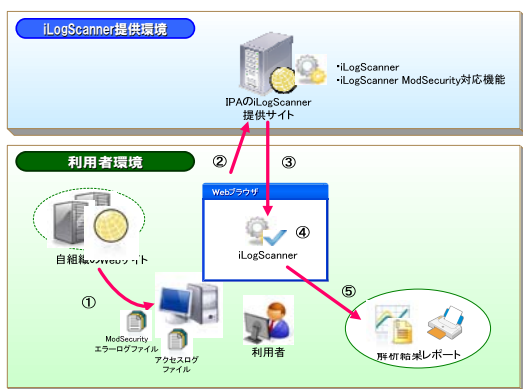 iLogScanner提供環境
・iLogScanner
・iLogScanner ModSecurity対応機能
IPAのiLogScanner
提供サイト
利用者環境
②
③
Webブラウザ
④
iLogScanner
自組織のWebサイト
①
ModSecurity
エラーログファイル
アクセスログ
ファイル
利用者
⑤
解析結果レポート